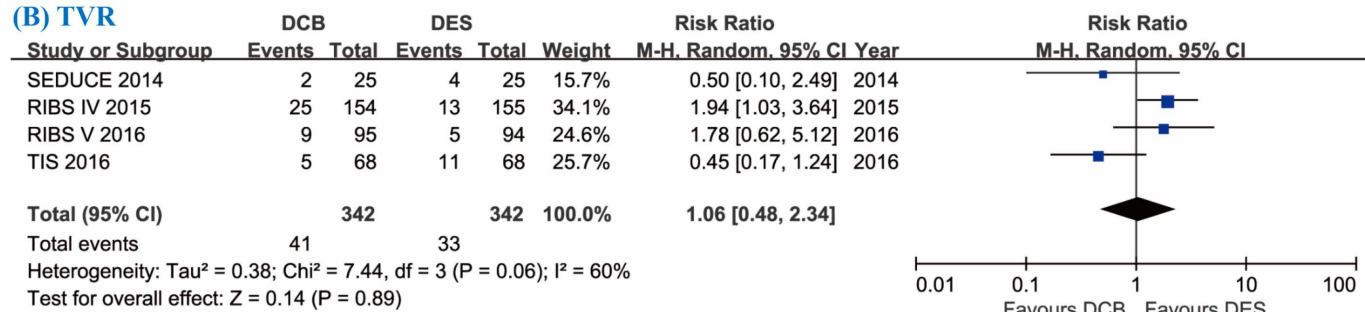 (B) TVR
DCB DES Risk Ratio Risk Ratio
Study or Subgroup Events Total Events Total Weight M-H, Random, 95% CI Year M-H, Random, 95% CI
SEDUCE 2014 2 25 4 25 15.7% 0.50 [0.10, 2.49] 2014
RIBS IV 2015 25 154 13 155 34.1% 1.94 [1.03, 3.64] 2015
RIBS V 2016 9 95 5 94 24.6% 1.78 [0.62, 5.12] 2016
TIS 2016 5 68 11 68 25.7% 0.45 [0.17, 1.24] 2016
Total (95% CI) 342 342 100.0% 1.06 [0.48, 2.34]
Total events 41 33
Heterogeneity: Tau² = 0.38; Chi² = 7.44, df = 3 (P = 0.06); I² = 60%
Test for overall effect: Z = 0.14 (P = 0.89)
0.01 0.1 1 10 100
Favours DCB Favours DES